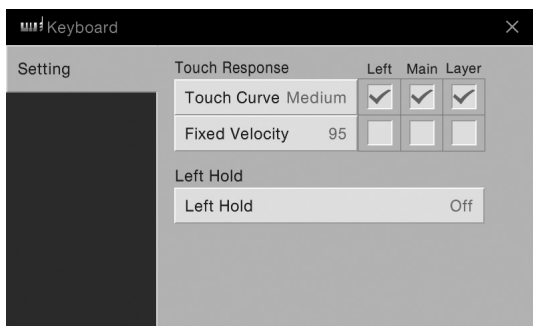 Keyboard
Setting
Touch Response Left Main Layer
Touch Curve Medium
Fixed Velocity 95
Left Hold
Left Hold Off